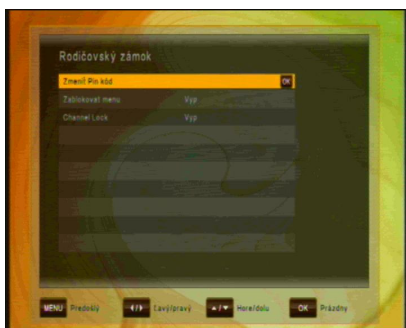 Rodičovský zámok
Zmeniť Pin kód OK
Zablokovat menu Vyp
Channel Lock Vyp
MENU Predošlý Ľavý/pravý Hore/dolu OK Prázdny